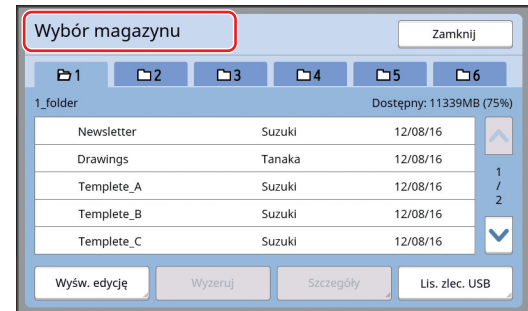 Wybór magazynu
Zamknij
1 2 3 4 5 6
1_folder Dostępny: 11339MB (75%)
Newsletter Suzuki 12/08/16
Drawings Tanaka 12/08/16
Templete_A Suzuki 12/08/16
Templete_B Suzuki 12/08/16
Templete_C Suzuki 12/08/16
1
/
2
Wyśw. edycję Wyzeruj Szczegóły Lis. zlec. USB